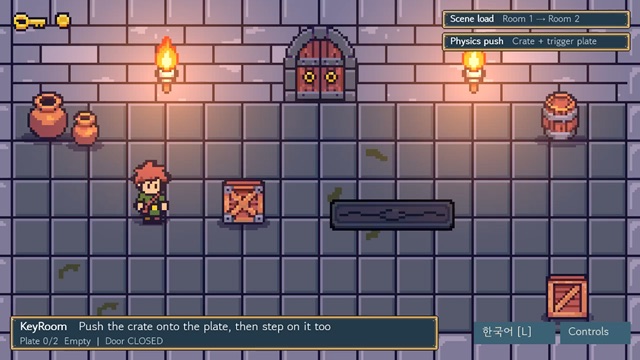 Scene load Room 1 → Room 2
Physics push Crate + trigger plate
KeyRoom Push the crate onto the plate, then step on it too
Plate 0/2 Empty | Door CLOSED
한국어 [L] Controls